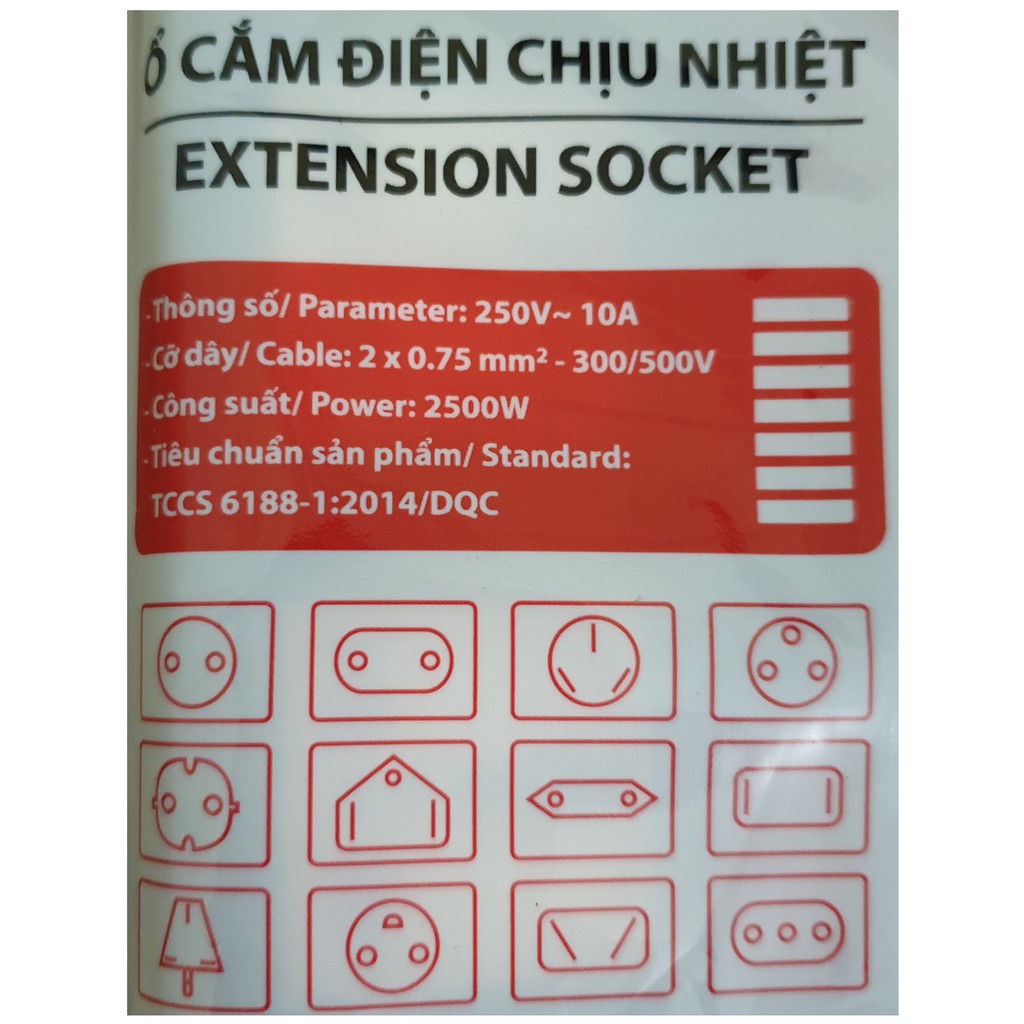 Ổ CẮM ĐIỆN CHỊU NHIỆT
EXTENSION SOCKET
-Thông số/ Parameter: 250V~ 10A
-Cỡ dây/ Cable: 2 x 0.75 mm² - 300/500V
-Công suất/ Power: 2500W
-Tiêu chuẩn sản phẩm/ Standard:
TCCS 6188-1:2014/DQC